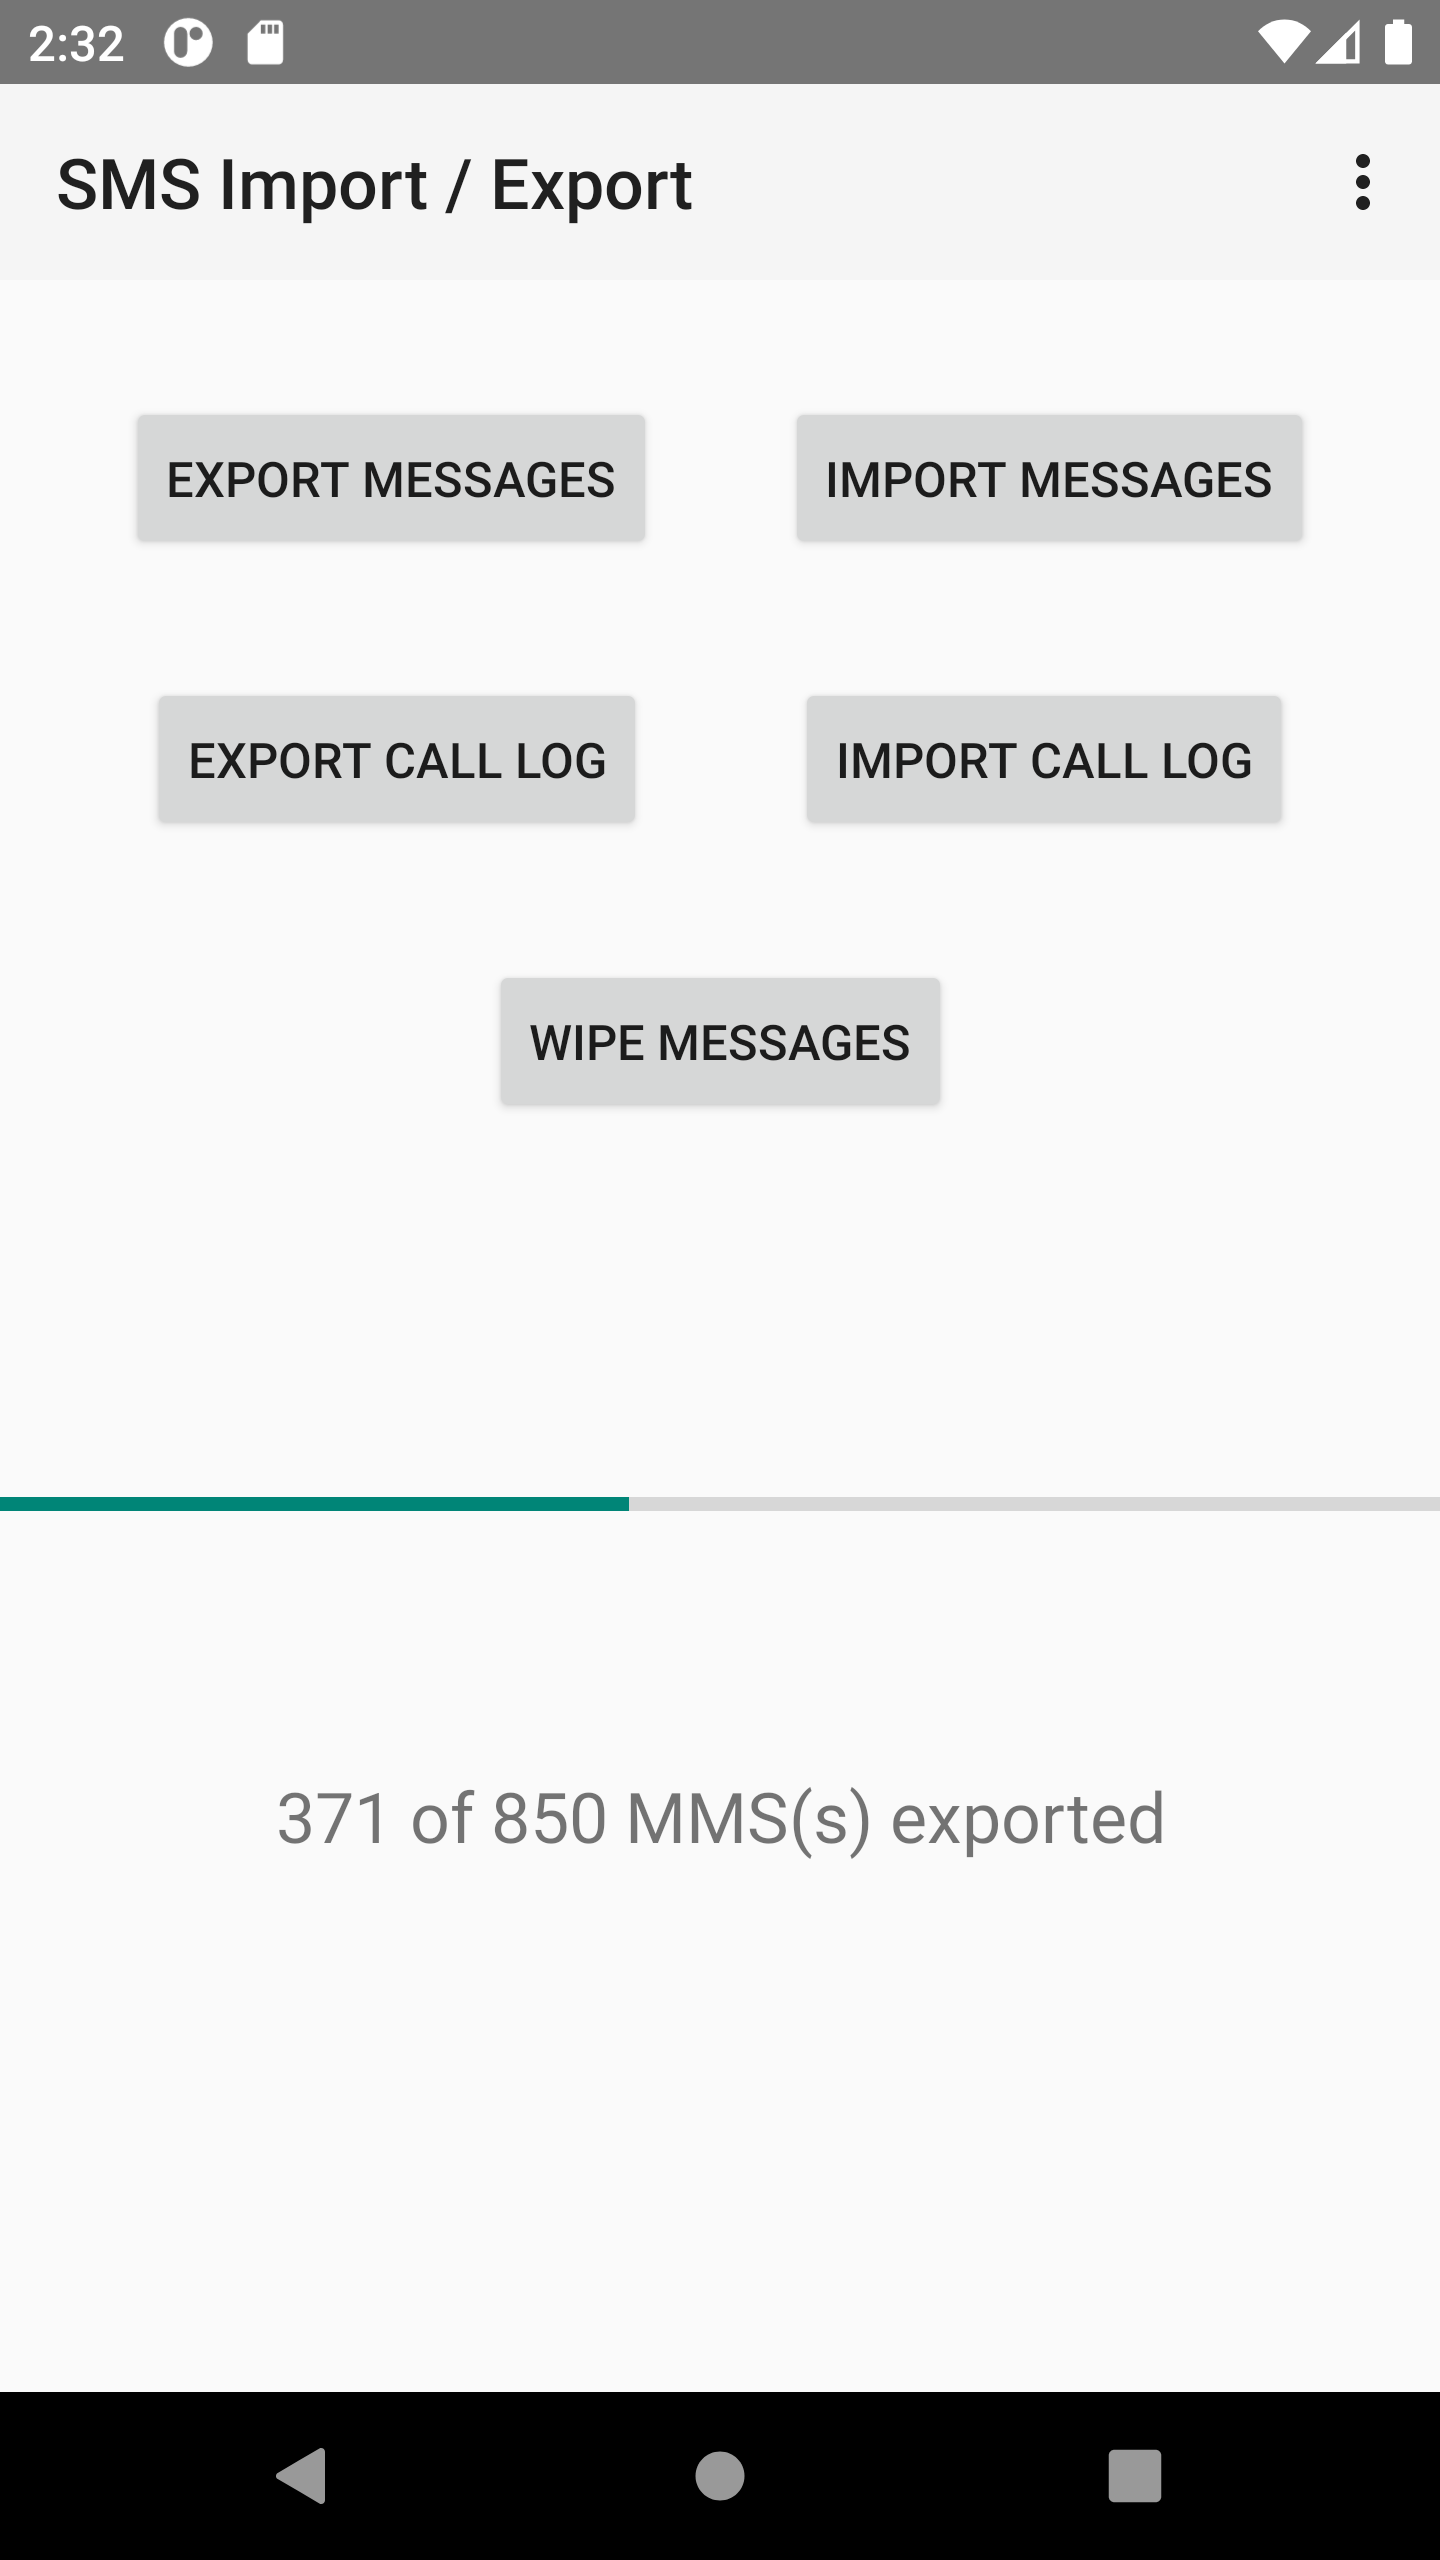 2:32
SMS Import / Export
EXPORT MESSAGES
IMPORT MESSAGES
EXPORT CALL LOG
IMPORT CALL LOG
WIPE MESSAGES
371 of 850 MMS(s) exported